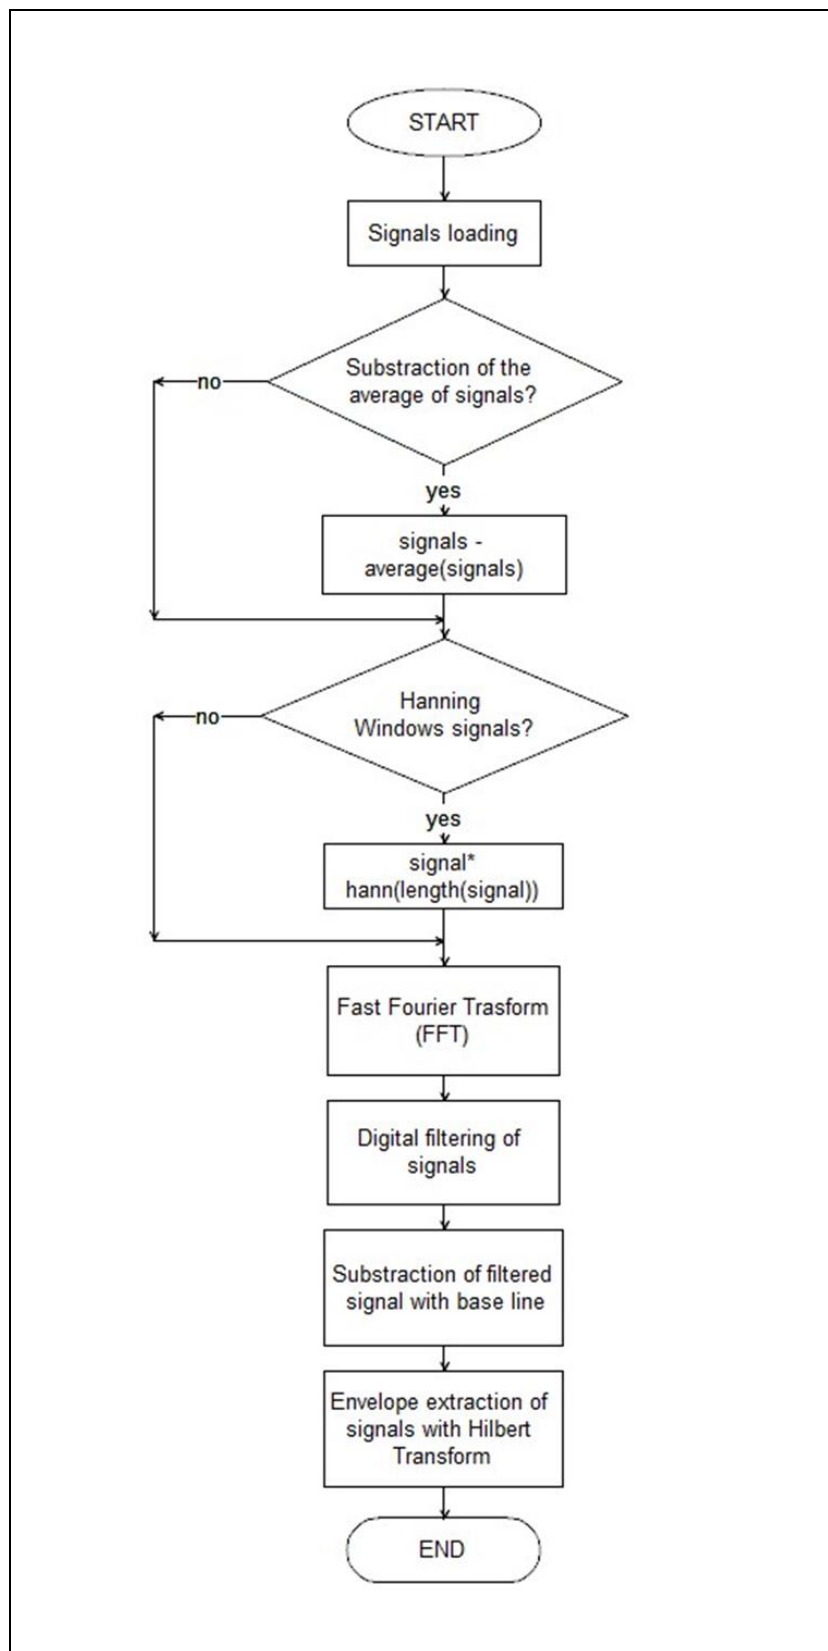 START
Signals loading
Substraction of the
average of signals?
no
yes
signals -
average(signals)
Hanning
Windows signals?
no
yes
signal*
hann(length(signal))
Fast Fourier Trasform
(FFT)
Digital filtering of
signals
Substraction of filtered
signal with base line
Envelope extraction of
signals with Hilbert
Transform
END